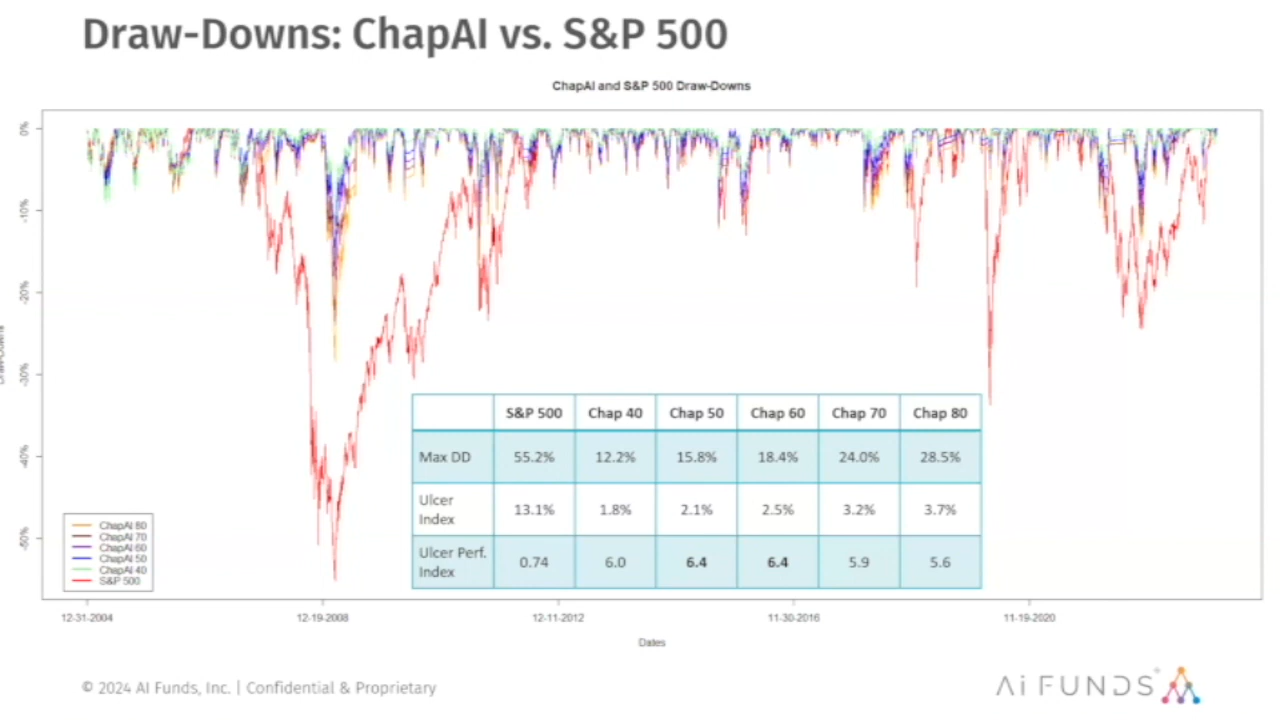 Draw-Downs: ChapAI vs. S&P 500
ChapAI and S&P 500 Draw-Downs
0%
-10%
-20%
-30%
-40%
-50%
Draw-Downs
S&P 500 Chap 40 Chap 50 Chap 60 Chap 70 Chap 80
Max DD 55.2% 12.2% 15.8% 18.4% 24.0% 28.5%
Ulcer
Index 13.1% 1.8% 2.1% 2.5% 3.2% 3.7%
Ulcer Perf.
Index 0.74 6.0 6.4 6.4 5.9 5.6
ChapAI 80
ChapAI 70
ChapAI 60
ChapAI 50
ChapAI 40
S&P 500
12-31-2004 12-19-2008 12-11-2012 11-30-2016 11-19-2020
Dates
© 2024 AI Funds, Inc. | Confidential & Proprietary
Ai FUNDS